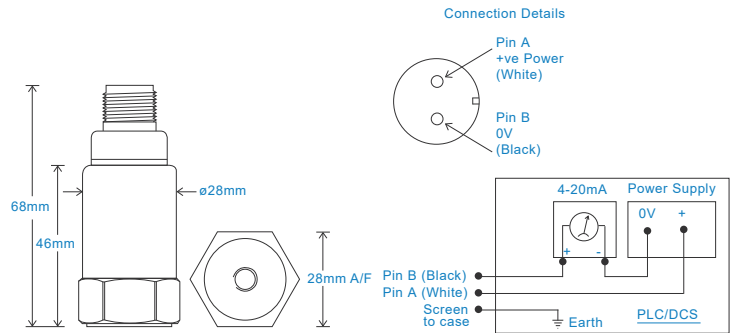 Connection Details
Pin A
+ve Power
(White)
Pin B
0V
(Black)
68mm
46mm
ø28mm
28mm A/F
4-20mA
Power Supply
0V
+
+
-
Pin B (Black)
Pin A (White)
Screen
to case
Earth
PLC/DCS